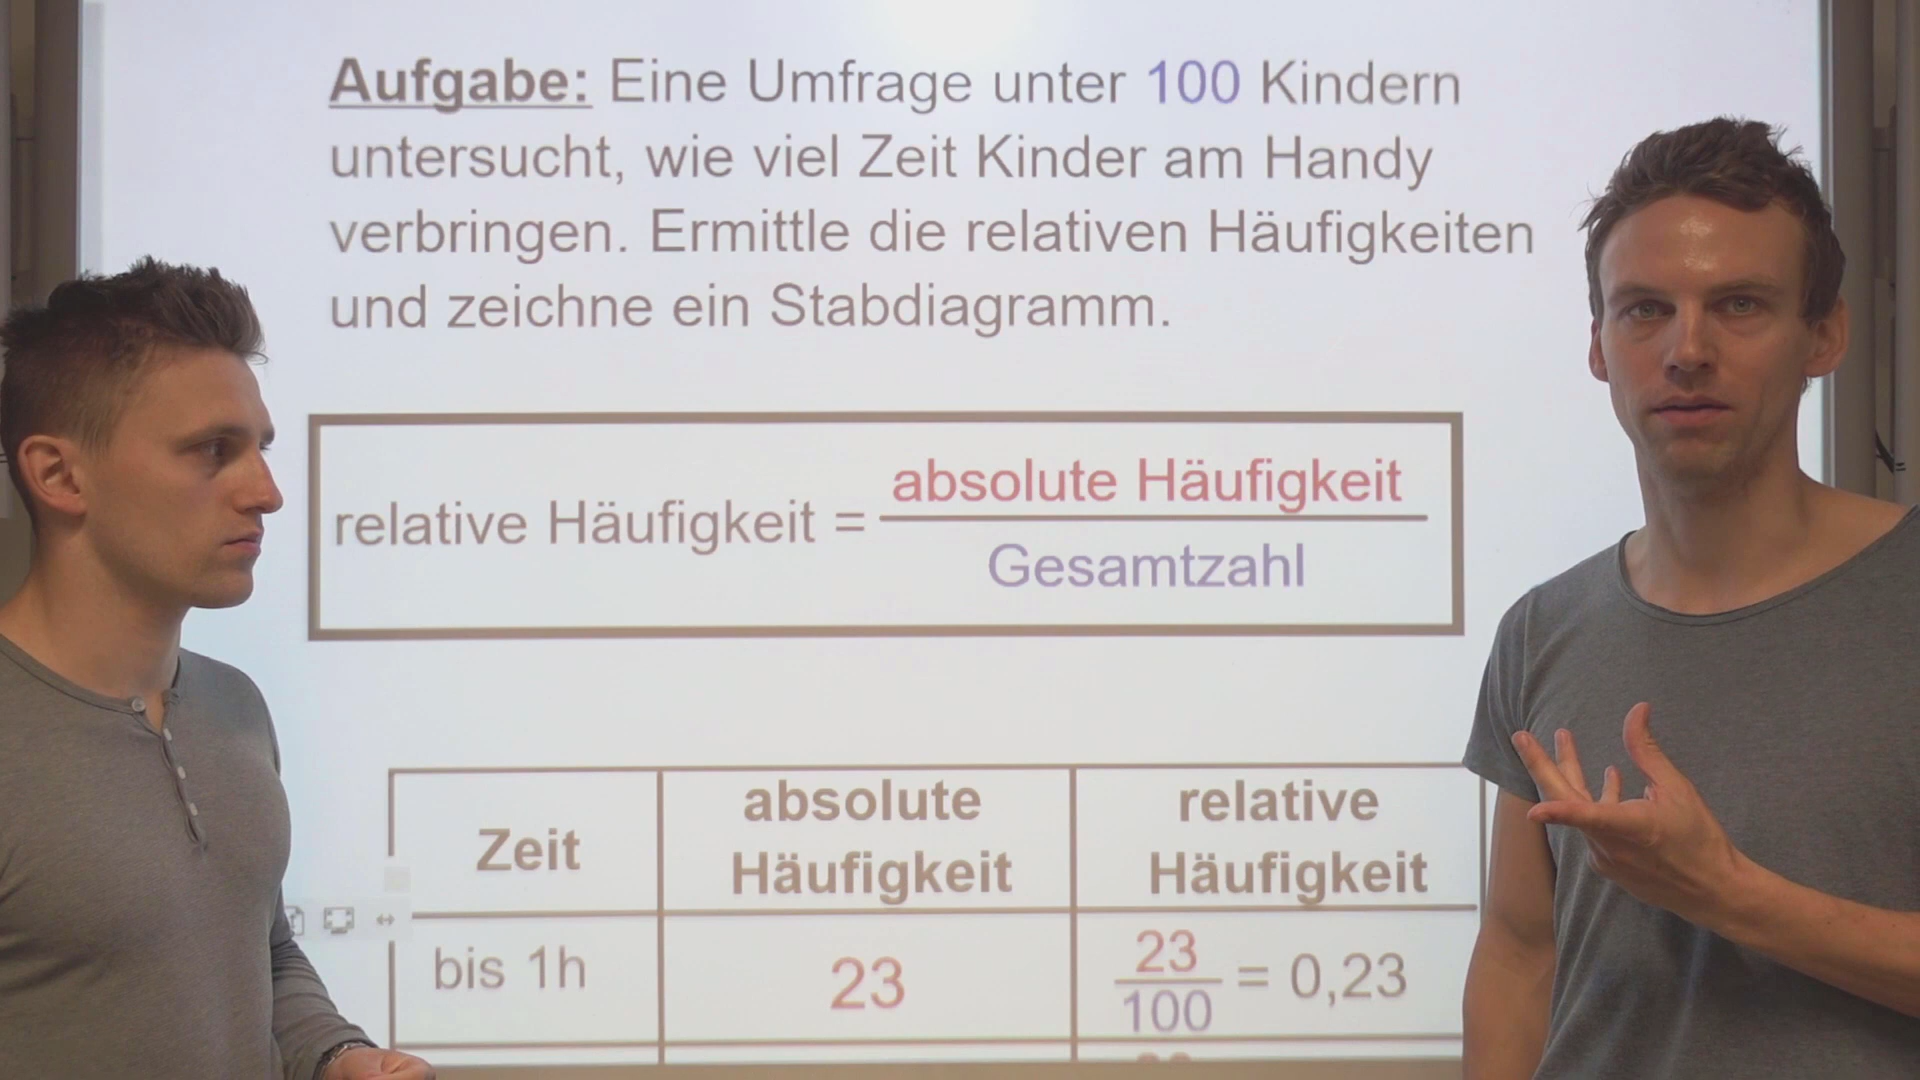 Aufgabe: Eine Umfrage unter 100 Kindern
untersucht, wie viel Zeit Kinder am Handy
verbringen. Ermittle die relativen Häufigkeiten
und zeichne ein Stabdiagramm.
relative Häufigkeit = absolute Häufigkeit
Gesamtzahl
Zeit
absolute
Häufigkeit
relative
Häufigkeit
bis 1h
23
23
100
= 0,23